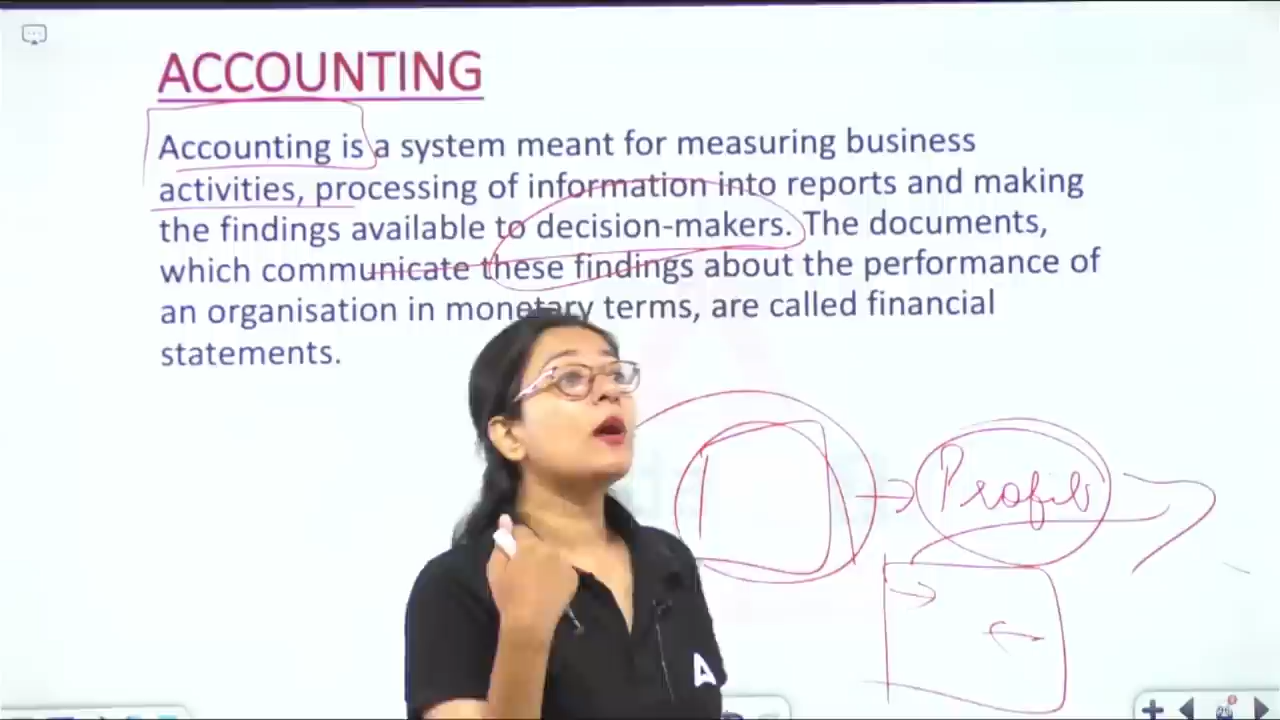 ACCOUNTING
Accounting is a system meant for measuring business
activities, processing of information into reports and making
the findings available to decision-makers. The documents,
which communicate these findings about the performance of
an organisation in monetary terms, are called financial
statements.
Profit